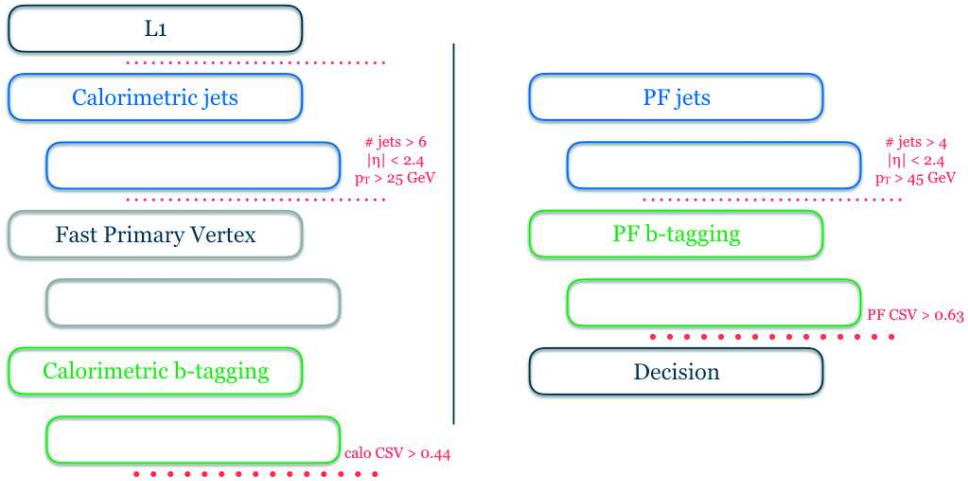 L1
Calorimetric jets
# jets > 6
|η| < 2.4
pT > 25 GeV
Fast Primary Vertex
Calorimetric b-tagging
calo CSV > 0.44
PF jets
# jets > 4
|η| < 2.4
pT > 45 GeV
PF b-tagging
PF CSV > 0.63
Decision